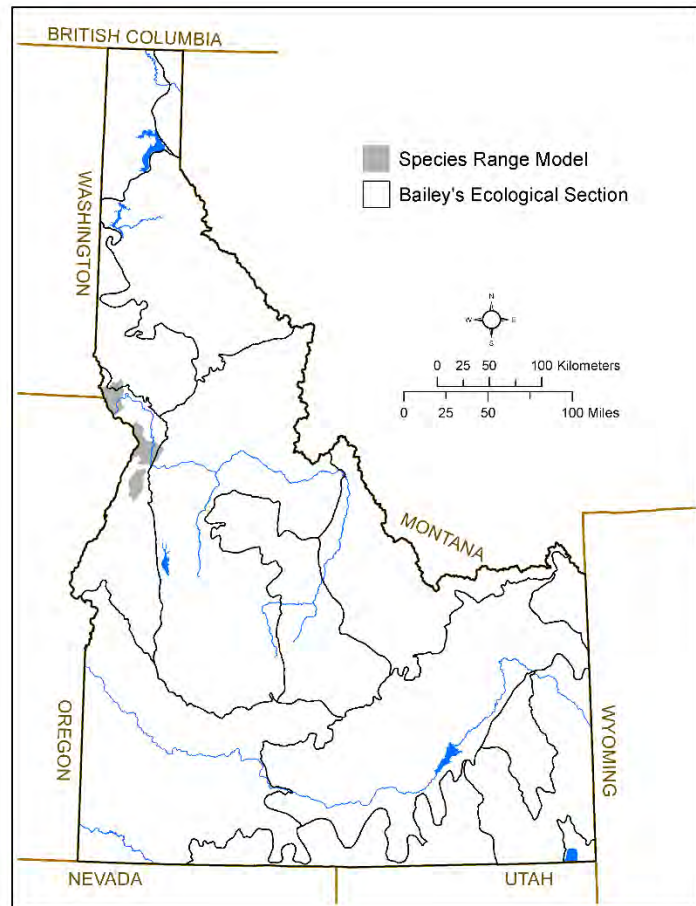 BRITISH COLUMBIA
Species Range Model
Bailey's Ecological Section
WASHINGTON
N
W E
S
0 25 50 100 Kilometers
0 25 50 100 Miles
MONTANA
OREGON
WYOMING
NEVADA
UTAH